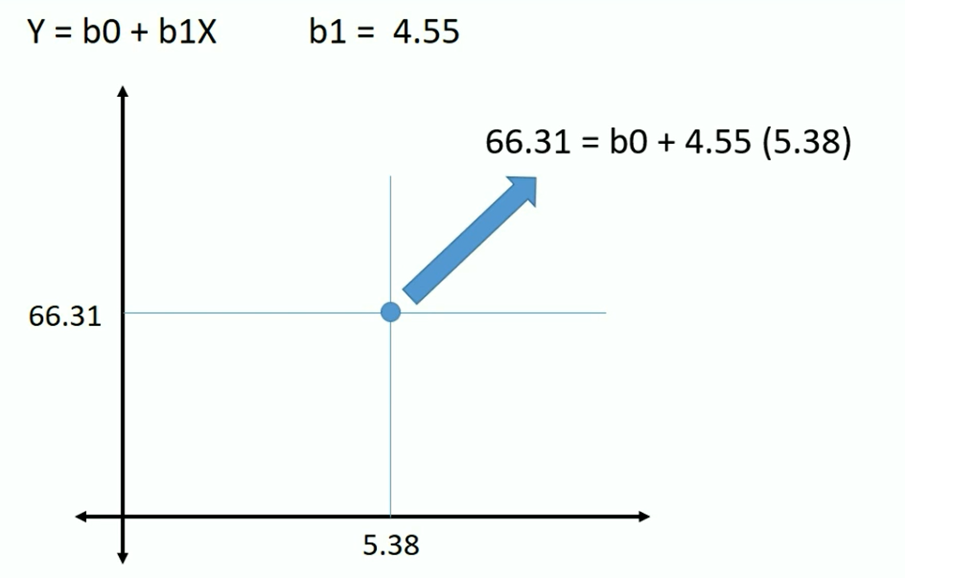 Y = b0 + b1X
b1 = 4.55
66.31 = b0 + 4.55 (5.38)
66.31
5.38